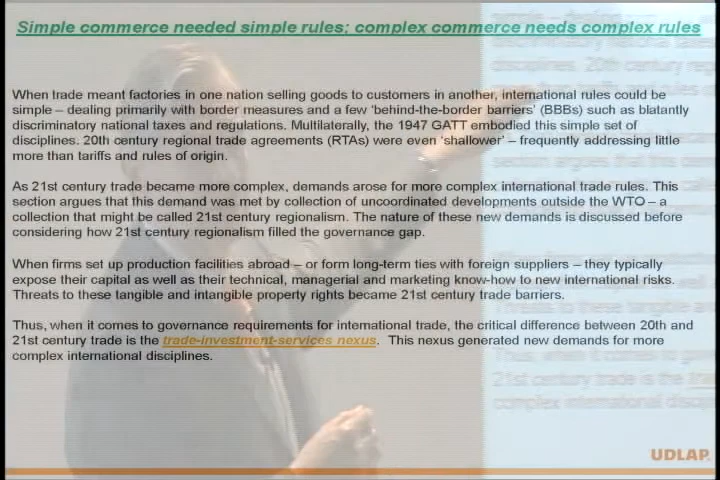 Simple commerce needed simple rules; complex commerce needs complex rules
When trade meant factories in one nation selling goods to customers in another, international rules could be
simple – dealing primarily with border measures and a few ‘behind-the-border barriers’ (BBBs) such as blatantly
discriminatory national taxes and regulations. Multilaterally, the 1947 GATT embodied this simple set of
disciplines. 20th century regional trade agreements (RTAs) were even ‘shallower’ – frequently addressing little
more than tariffs and rules of origin.
As 21st century trade became more complex, demands arose for more complex international trade rules. This
section argues that this demand was met by collection of uncoordinated developments outside the WTO – a
collection that might be called 21st century regionalism. The nature of these new demands is discussed before
considering how 21st century regionalism filled the governance gap.
When firms set up production facilities abroad – or form long-term ties with foreign suppliers – they typically
expose their capital as well as their technical, managerial and marketing know-how to new international risks.
Threats to these tangible and intangible property rights became 21st century trade barriers.
Thus, when it comes to governance requirements for international trade, the critical difference between 20th and
21st century trade is the trade-investment-services nexus. This nexus generated new demands for more
complex international disciplines.
UDLAP.